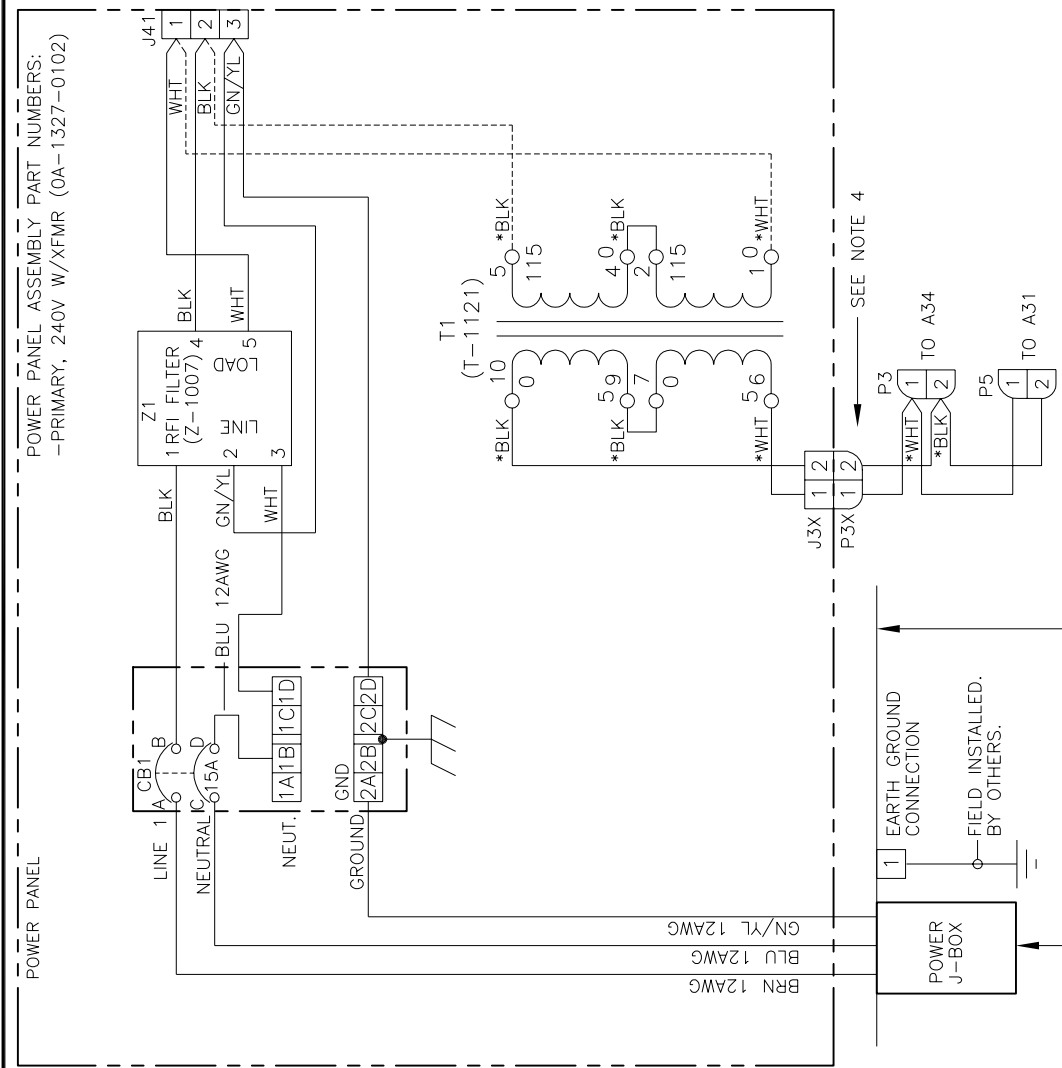 POWER PANEL ASSEMBLY PART NUMBERS:
-PRIMARY, 240V W/XFMR (0A-1327-0102)
POWER PANEL
J41
1
2
3
WHT
BLK
GN/YL
BLK
WHT
Z1
1 RFI FILTER
(Z-1007)
LINE
LOAD
2
3
4
5
BLK
GN/YL
WHT
BLU 12AWG
CB1
A
B
C
D
15A
LINE 1
NEUTRAL
1A 1B 1C 1D
NEUT.
GND
2A 2B 2C 2D
GROUND
T1
(T-1121)
10
0
5
9
7
0
5
6
5
115
4
0
2
115
1
0
*BLK
*BLK
*WHT
*BLK
*BLK
*WHT
J3X
1 2
P3X
1 2
SEE NOTE 4
P3
1
2
TO A34
*WHT
*BLK
P5
1
2
TO A31
BRN 12AWG
BLU 12AWG
GN/YL 12AWG
POWER
J-BOX
1
EARTH GROUND
CONNECTION
FIELD INSTALLED.
BY OTHERS.